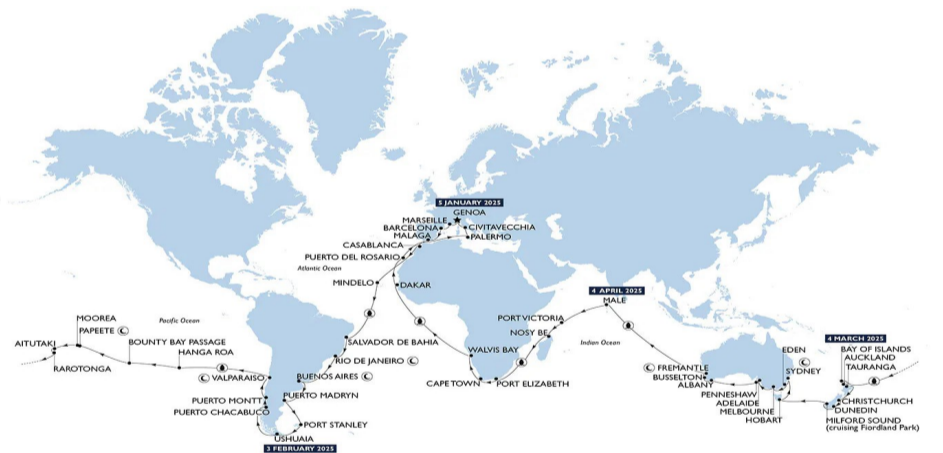 5 JANUARY 2025
GENOA
MARSEILLE
BARCELONA
CIVITAVECCHIA
MALAGA
PALERMO
CASABLANCA
PUERTO DEL ROSARIO
Atlantic Ocean
MINDELO
DAKAR
4 APRIL 2025
MALE
PORT VICTORIA
NOSY BE
Indian Ocean
MOOREA
PAPEETE
Pacific Ocean
AITUTAKI
BOUNTY BAY PASSAGE
HANGA ROA
RAROTONGA
VALPARAISO
SALVADOR DE BAHIA
RIO DE JANEIRO
BUENOS AIRES
PUERTO MONTT
PUERTO MADRYN
PUERTO CHACABUCO
PORT STANLEY
USHUAIA
3 FEBRUARY 2025
WALVIS BAY
CAPE TOWN
PORT ELIZABETH
FREMANTLE
BUSSELTON
ALBANY
PENNESHAW
ADELAIDE
MELBOURNE
HOBART
EDEN
SYDNEY
4 MARCH 2025
BAY OF ISLANDS
AUCKLAND
TAURANGA
CHRISTCHURCH
DUNEDIN
MILFORD SOUND
(cruising Fiordland Park)